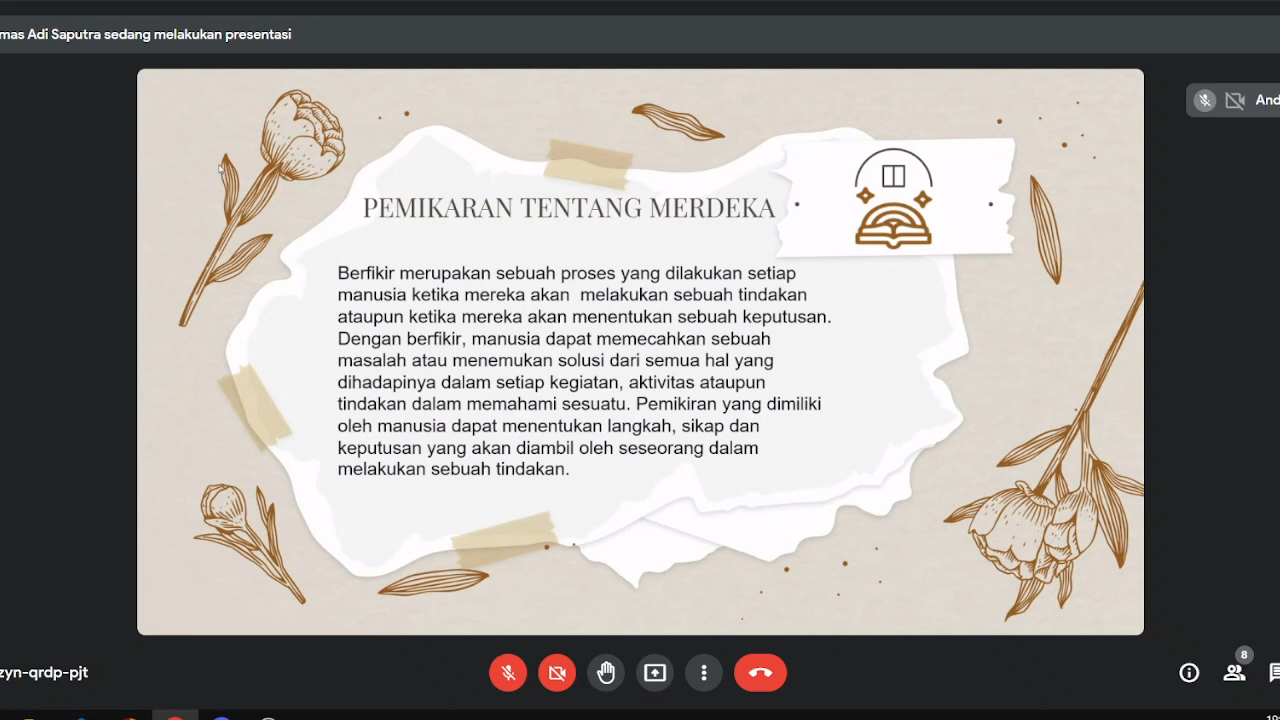 mas Adi Saputra sedang melakukan presentasi
PEMIKARAN TENTANG MERDEKA
Berfikir merupakan sebuah proses yang dilakukan setiap
manusia ketika mereka akan melakukan sebuah tindakan
ataupun ketika mereka akan menentukan sebuah keputusan.
Dengan berfikir, manusia dapat memecahkan sebuah
masalah atau menemukan solusi dari semua hal yang
dihadapinya dalam setiap kegiatan, aktivitas ataupun
tindakan dalam memahami sesuatu. Pemikiran yang dimiliki
oleh manusia dapat menentukan langkah, sikap dan
keputusan yang akan diambil oleh seseorang dalam
melakukan sebuah tindakan.
And
zyn-qrdp-pjt
8